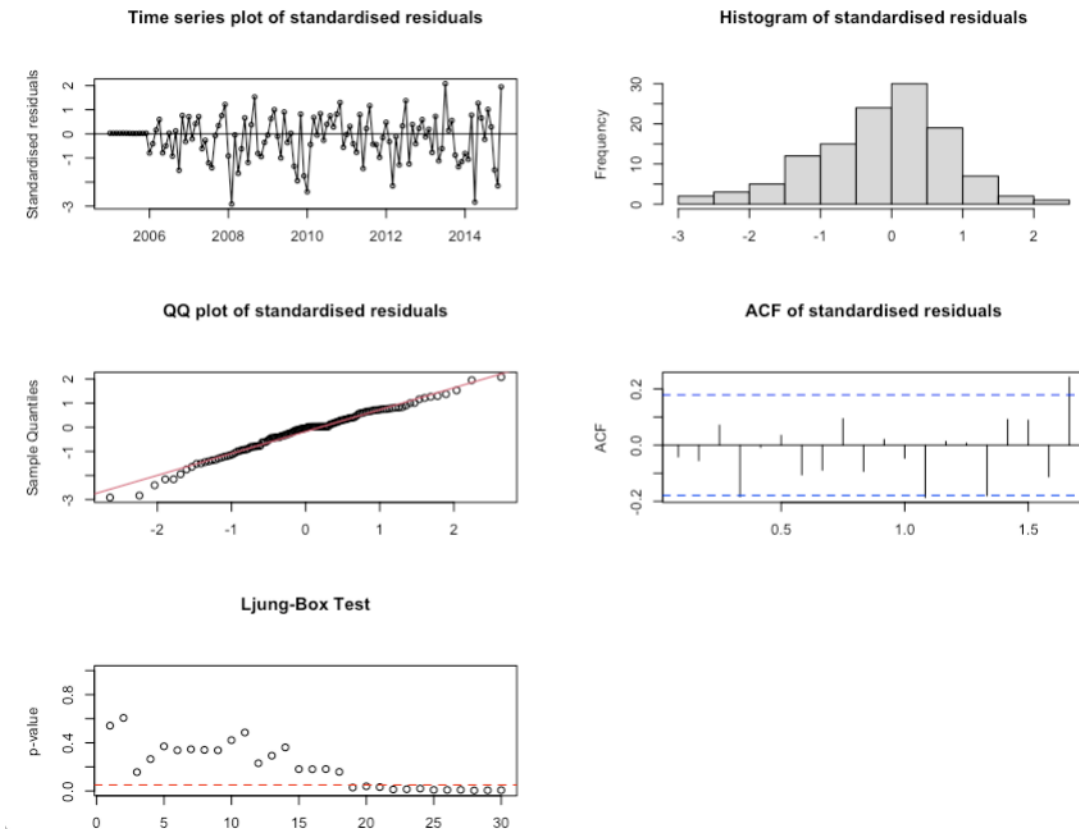 Time series plot of standardised residuals
Standardised residuals
2
1
0
-1
-3
2006 2008 2010 2012 2014
Histogram of standardised residuals
Frequency
30
20
10
0
-3 -2 -1 0 1 2
QQ plot of standardised residuals
Sample Quantiles
2
1
0
-1
-3
-2 -1 0 1 2
ACF of standardised residuals
ACF
0.2
0.0
-0.2
0.5 1.0 1.5
Ljung-Box Test
p-value
0.8
0.4
0.0
0 5 10 15 20 25 30